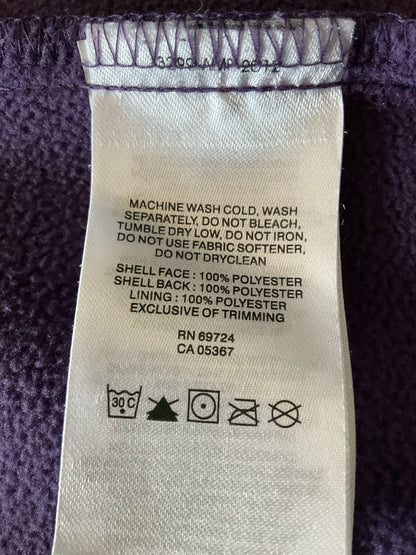 MACHINE WASH COLD, WASH
SEPARATELY, DO NOT BLEACH,
TUMBLE DRY LOW, DO NOT IRON,
DO NOT USE FABRIC SOFTENER,
DO NOT DRYCLEAN
SHELL FACE : 100% POLYESTER
SHELL BACK : 100% POLYESTER
LINING : 100% POLYESTER
EXCLUSIVE OF TRIMMING
RN 69724
CA 05367
30 C